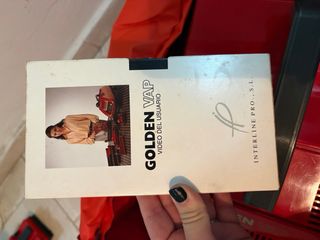 GOLDEN VAP
VIDEO DEL USUARIO
INTERLINE PRO - S.L.